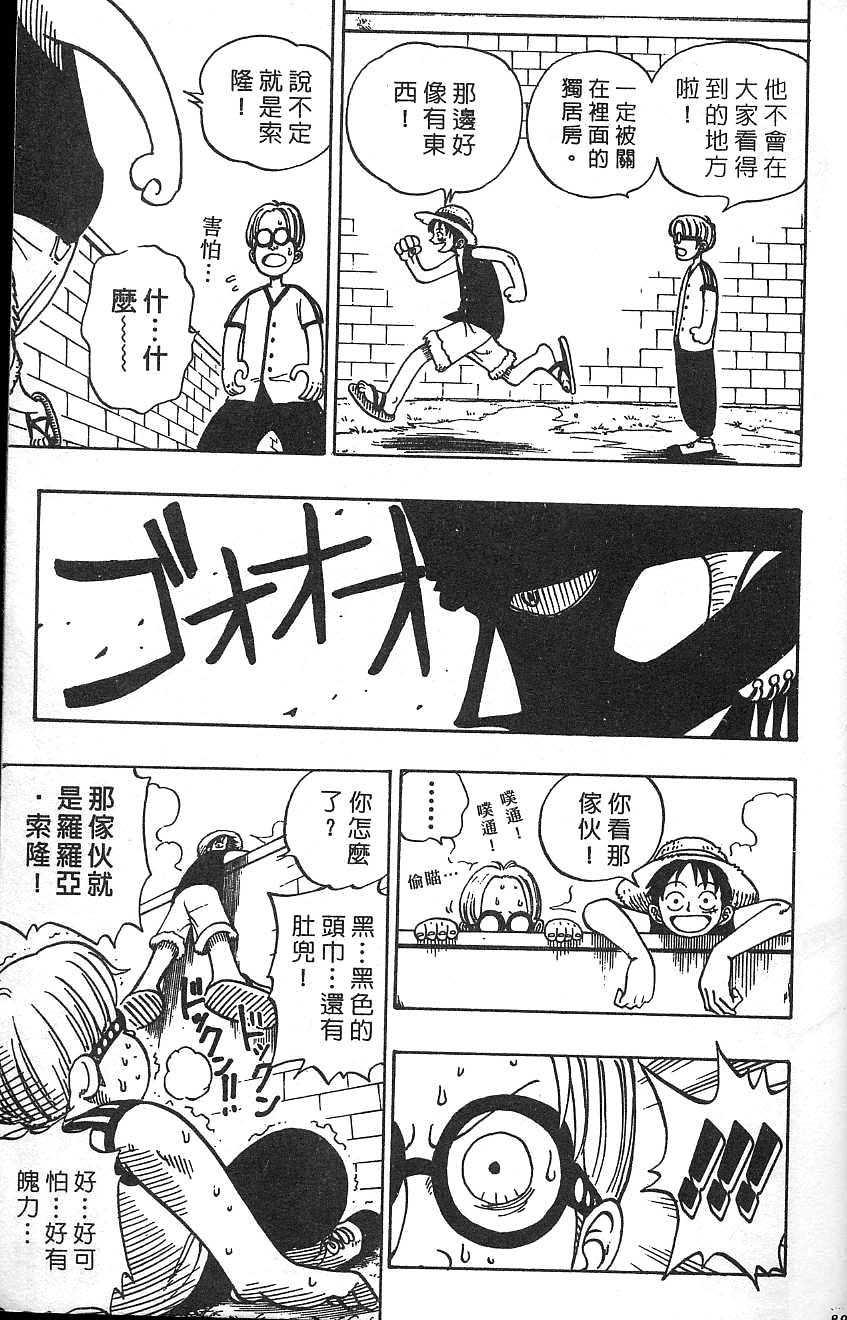 他不會在
大家看得
到的地方
啦！
一定被關
在裡面的
獨居房。
那邊好
像有東
西！
說不定
就是索
隆！
害怕…
什…什
麼～～
ゴオオオ
你看那
傢伙！
噗通！
噗通！
偷瞄…
……
!!!!
你怎麼
了？
黑…黑色的
頭巾…還有
肚兜！
ドックン
ドックン!!
那傢伙就
是羅羅亞
．索隆！
好…好可
怕…好有
魄力…